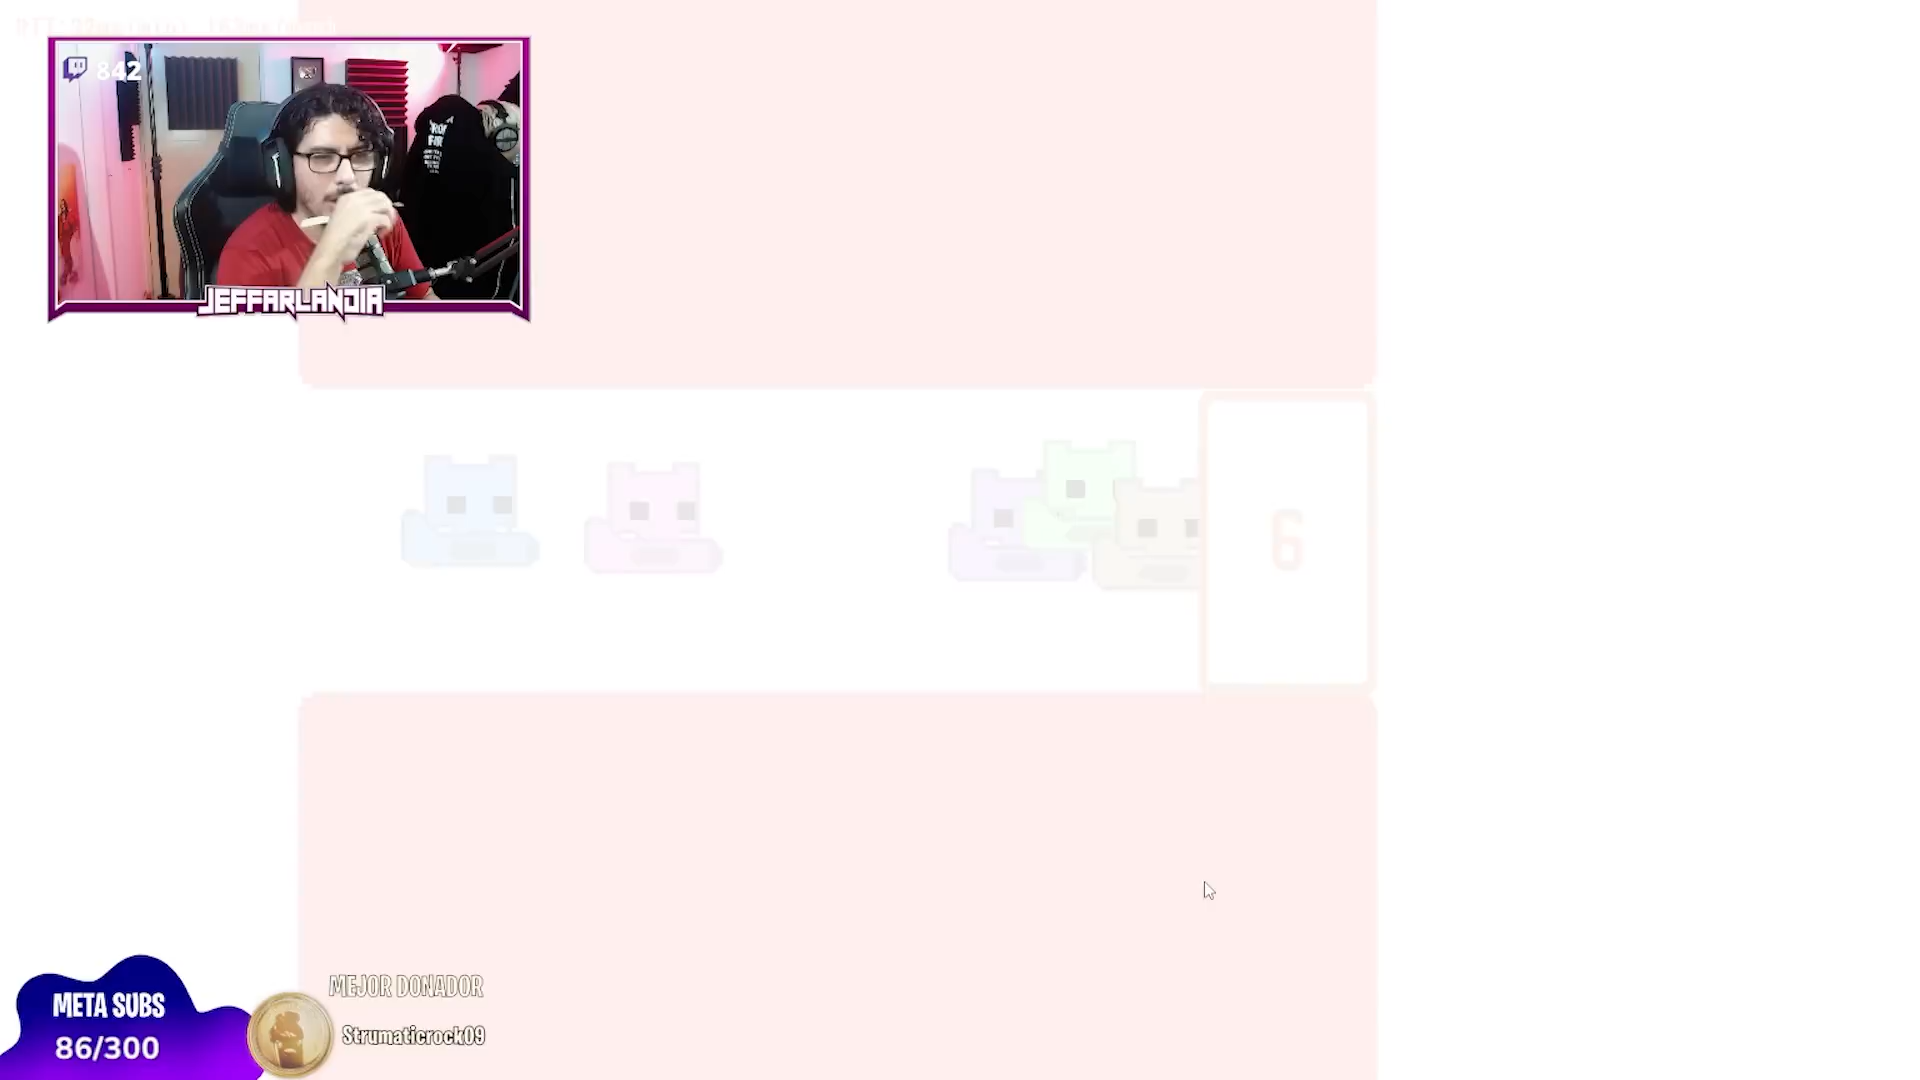 842
JEFFARLANDIA
6
MEJOR DONADOR
META SUBS
Strumaticrock09
86/300